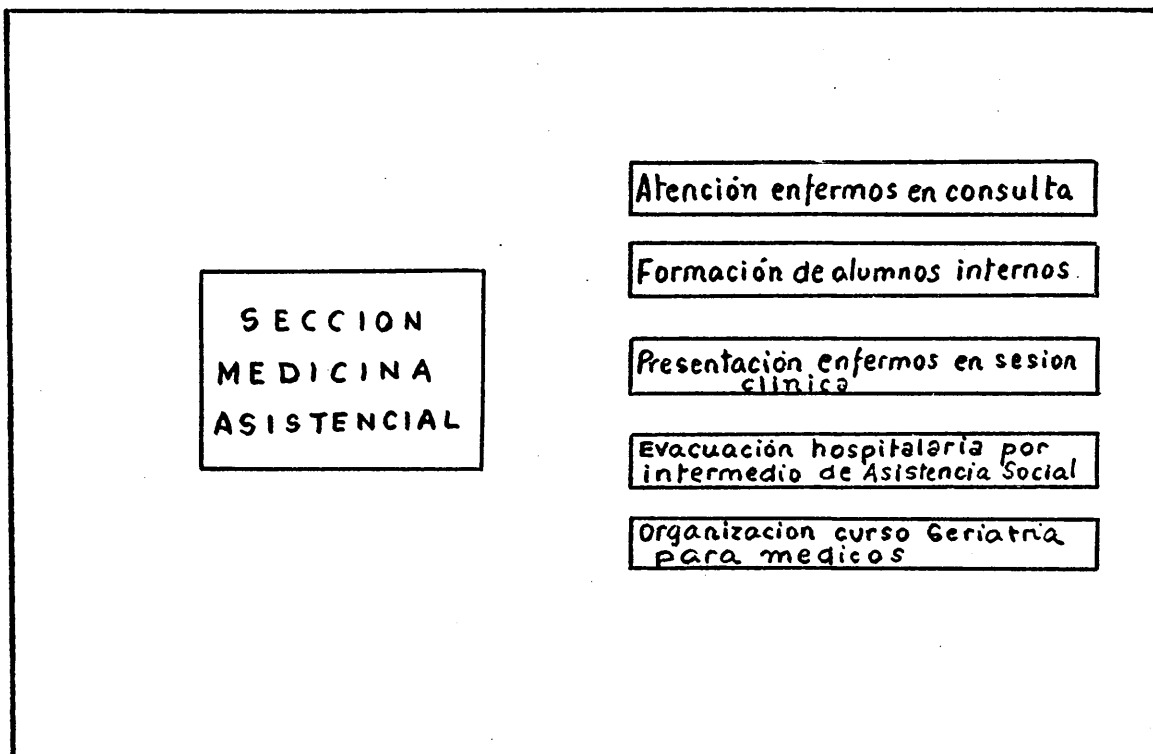 SECCION
MEDICINA
ASISTENCIAL
Atención enfermos en consulta
Formación de alumnos internos.
Presentación enfermos en sesion
clinica
Evacuación hospitalaria por
intermedio de Asistencia Social
Organizacion curso Geriatria
para medicos